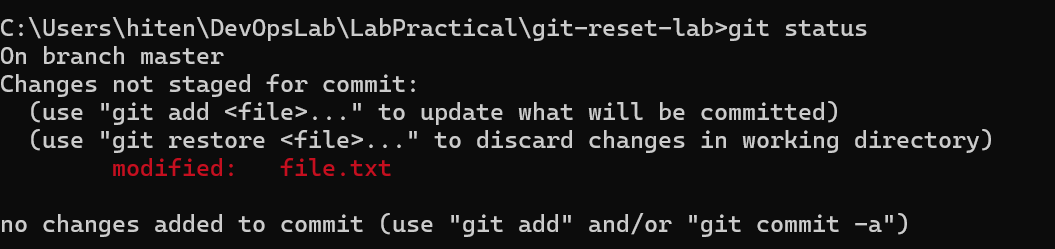 C:\Users\hiten\DevOpsLab\LabPractical\git-reset-lab>git status
On branch master
Changes not staged for commit:
  (use "git add <file>..." to update what will be committed)
  (use "git restore <file>..." to discard changes in working directory)
        modified:   file.txt

no changes added to commit (use "git add" and/or "git commit -a")